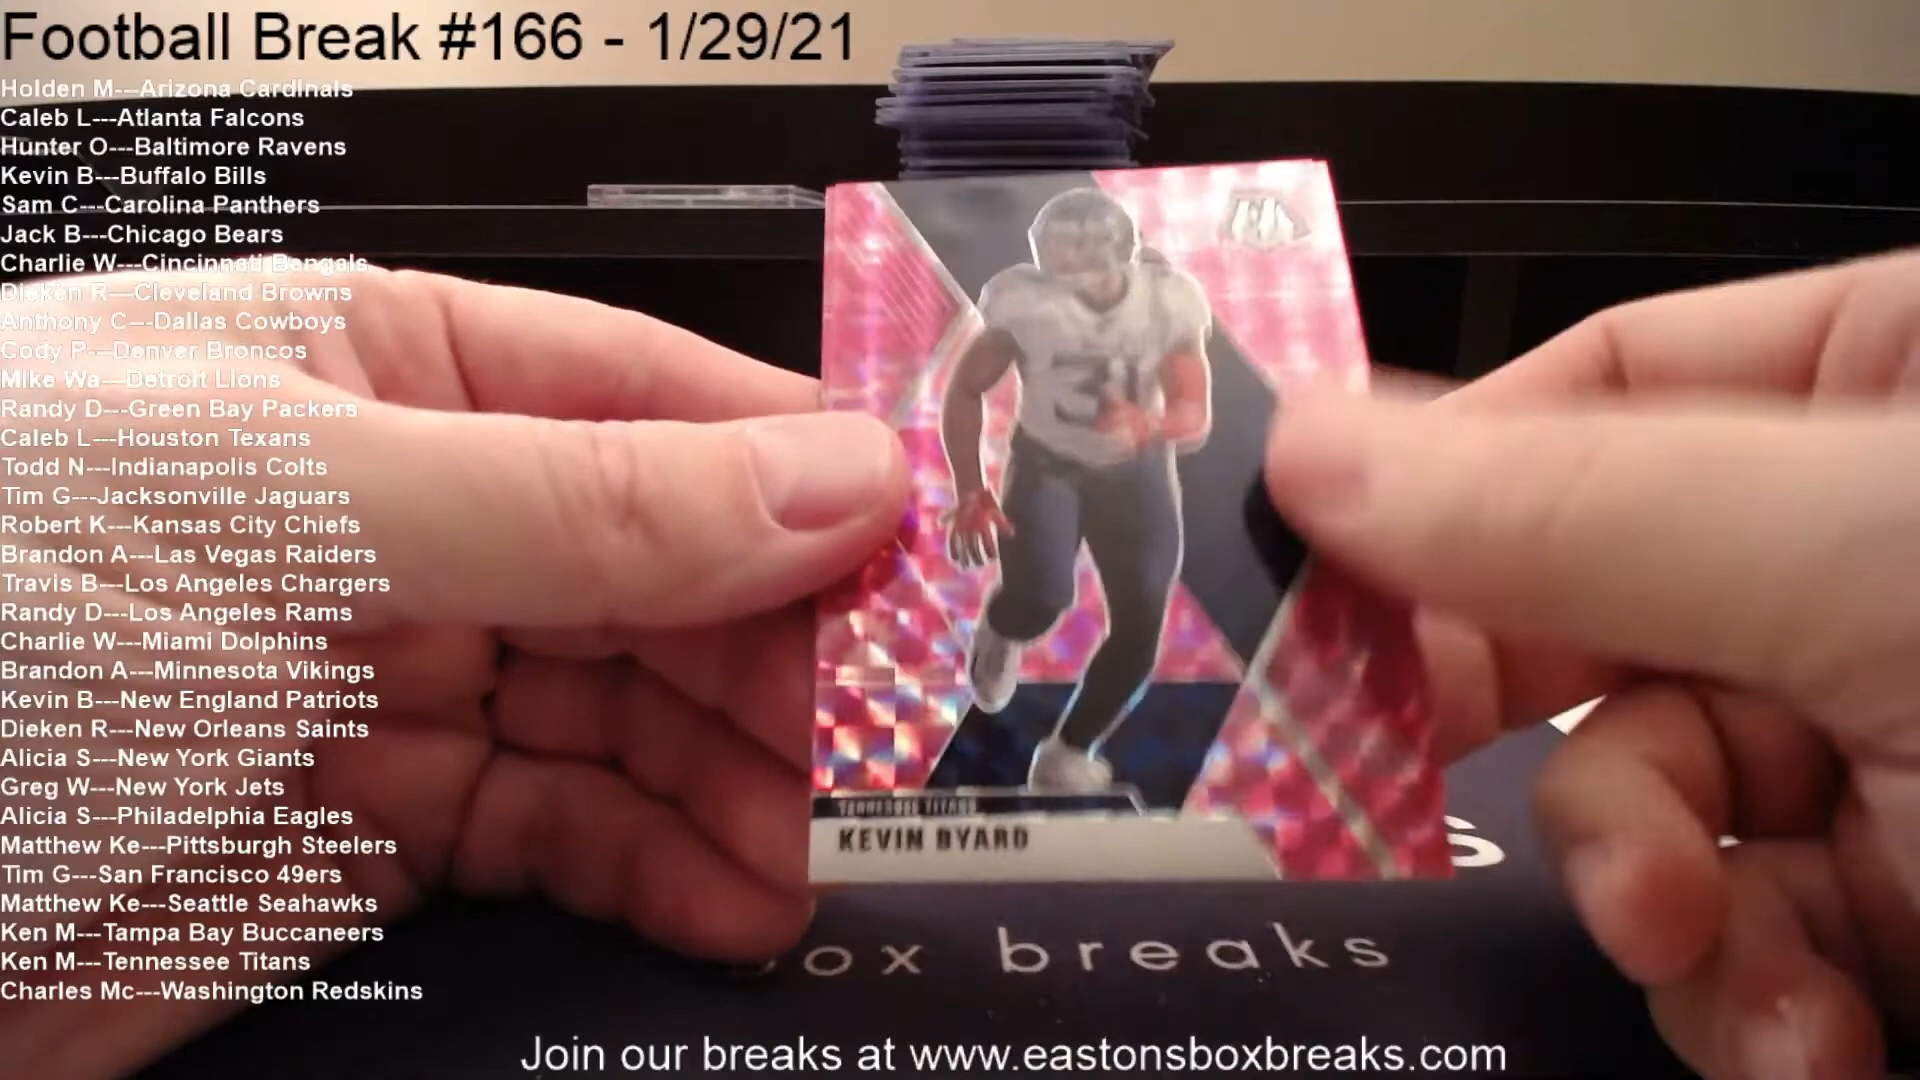 Football Break #166 - 1/29/21
Holden M---Arizona Cardinals
Caleb L---Atlanta Falcons
Hunter O---Baltimore Ravens
Kevin B---Buffalo Bills
Sam C---Carolina Panthers
Jack B---Chicago Bears
Charlie W---Cincinnati Bengals
Dieken R---Cleveland Browns
Anthony C---Dallas Cowboys
Cody P---Denver Broncos
Mike Wa---Detroit Lions
Randy D---Green Bay Packers
Caleb L---Houston Texans
Todd N---Indianapolis Colts
Tim G---Jacksonville Jaguars
Robert K---Kansas City Chiefs
Brandon A---Las Vegas Raiders
Travis B---Los Angeles Chargers
Randy D---Los Angeles Rams
Charlie W---Miami Dolphins
Brandon A---Minnesota Vikings
Kevin B---New England Patriots
Dieken R---New Orleans Saints
Alicia S---New York Giants
Greg W---New York Jets
Alicia S---Philadelphia Eagles
Matthew Ke---Pittsburgh Steelers
Tim G---San Francisco 49ers
Matthew Ke---Seattle Seahawks
Ken M---Tampa Bay Buccaneers
Ken M---Tennessee Titans
Charles Mc---Washington Redskins
31
TENNESSEE TITANS
KEVIN BYARD
s
box breaks
Join our breaks at www.eastonsboxbreaks.com